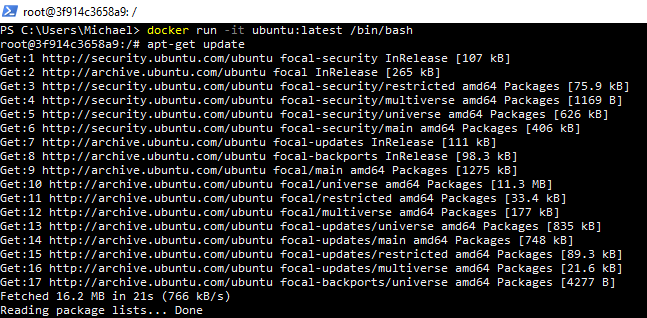 root@3f914c3658a9: /
PS C:\Users\Michael> docker run -it ubuntu:latest /bin/bash
root@3f914c3658a9:/# apt-get update
Get:1 http://security.ubuntu.com/ubuntu focal-security InRelease [107 kB]
Get:2 http://archive.ubuntu.com/ubuntu focal InRelease [265 kB]
Get:3 http://security.ubuntu.com/ubuntu focal-security/restricted amd64 Packages [75.9 kB]
Get:4 http://security.ubuntu.com/ubuntu focal-security/multiverse amd64 Packages [1169 B]
Get:5 http://security.ubuntu.com/ubuntu focal-security/universe amd64 Packages [626 kB]
Get:6 http://security.ubuntu.com/ubuntu focal-security/main amd64 Packages [406 kB]
Get:7 http://archive.ubuntu.com/ubuntu focal-updates InRelease [111 kB]
Get:8 http://archive.ubuntu.com/ubuntu focal-backports InRelease [98.3 kB]
Get:9 http://archive.ubuntu.com/ubuntu focal/main amd64 Packages [1275 kB]
Get:10 http://archive.ubuntu.com/ubuntu focal/universe amd64 Packages [11.3 MB]
Get:11 http://archive.ubuntu.com/ubuntu focal/restricted amd64 Packages [33.4 kB]
Get:12 http://archive.ubuntu.com/ubuntu focal/multiverse amd64 Packages [177 kB]
Get:13 http://archive.ubuntu.com/ubuntu focal-updates/universe amd64 Packages [835 kB]
Get:14 http://archive.ubuntu.com/ubuntu focal-updates/main amd64 Packages [748 kB]
Get:15 http://archive.ubuntu.com/ubuntu focal-updates/restricted amd64 Packages [89.3 kB]
Get:16 http://archive.ubuntu.com/ubuntu focal-updates/multiverse amd64 Packages [21.6 kB]
Get:17 http://archive.ubuntu.com/ubuntu focal-backports/universe amd64 Packages [4277 B]
Fetched 16.2 MB in 21s (766 kB/s)
Reading package lists... Done